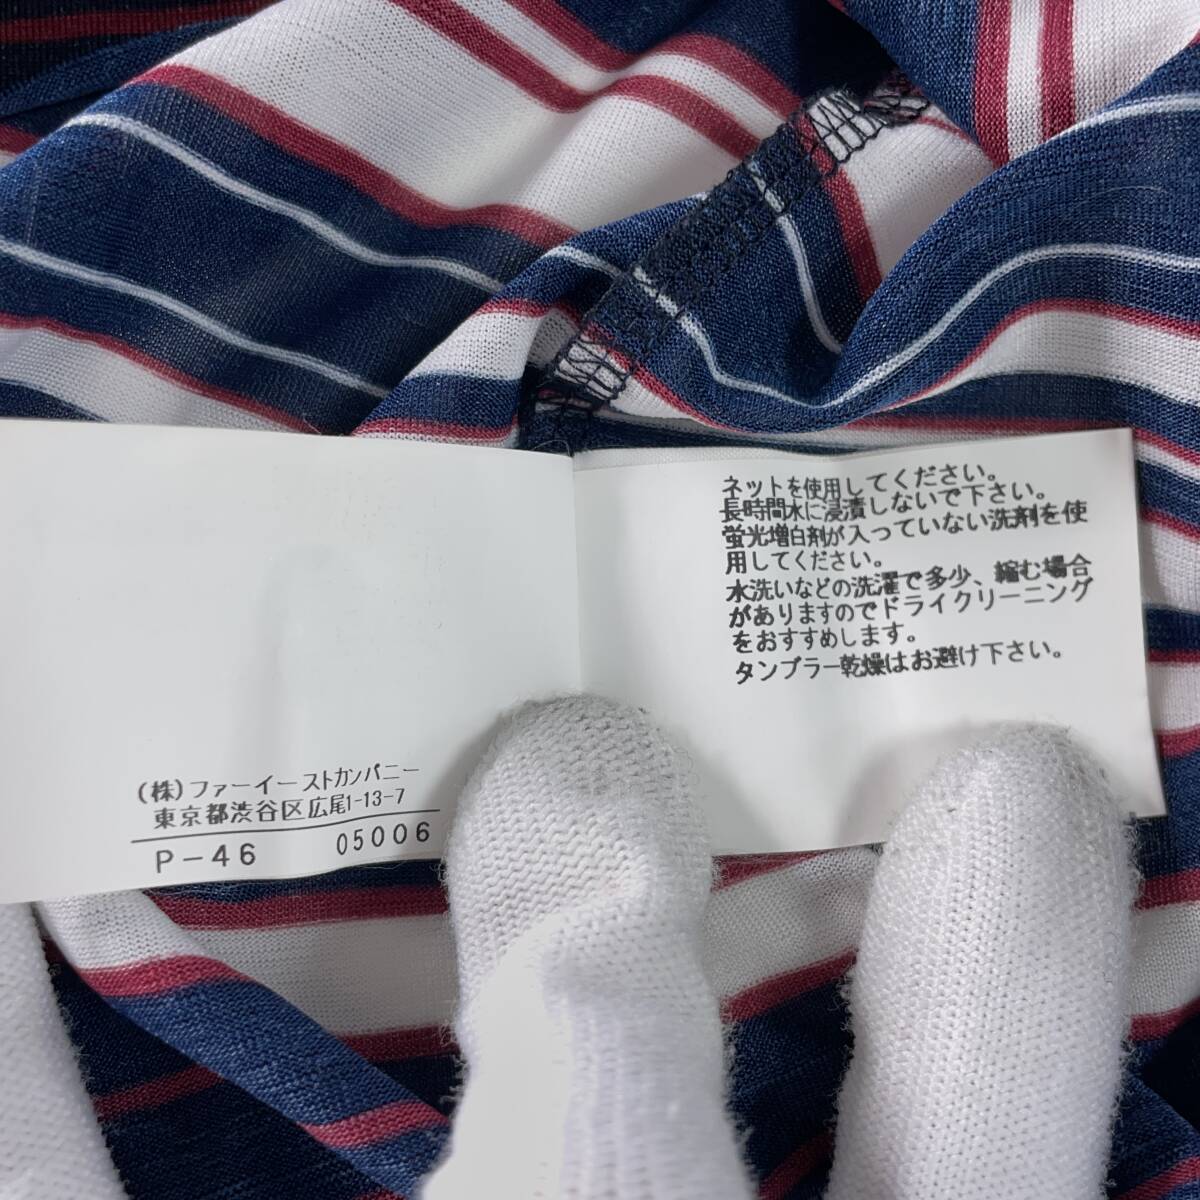 ネットを使用してください。
長時間水に浸漬しないで下さい。
蛍光増白剤が入っていない洗剤を使
用してください。
水洗いなどの洗濯で多少、縮む場合
がありますのでドライクリーニング
をおすすめします。
タンブラー乾燥はお避け下さい。
(株)ファーイーストカンパニー
東京都渋谷区広尾1-13-7
P-46 05006